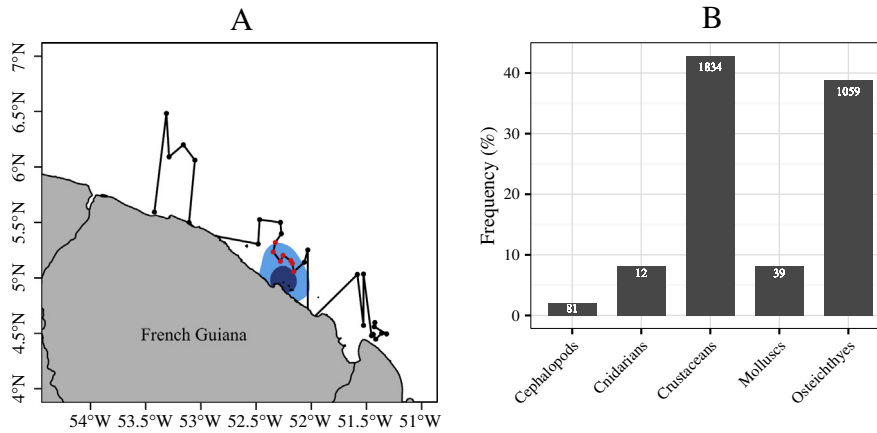 A
7°N
6.5°N
6°N
5.5°N
5°N
4.5°N
4°N
French Guiana
54°W 53.5°W 53°W 52.5°W 52°W 51.5°W 51°W
B
Frequency (%)
40
30
20
10
0
81
12
1834
39
1059
Cephalopods
Cnidarians
Crustaceans
Molluscs
Osteichthyes